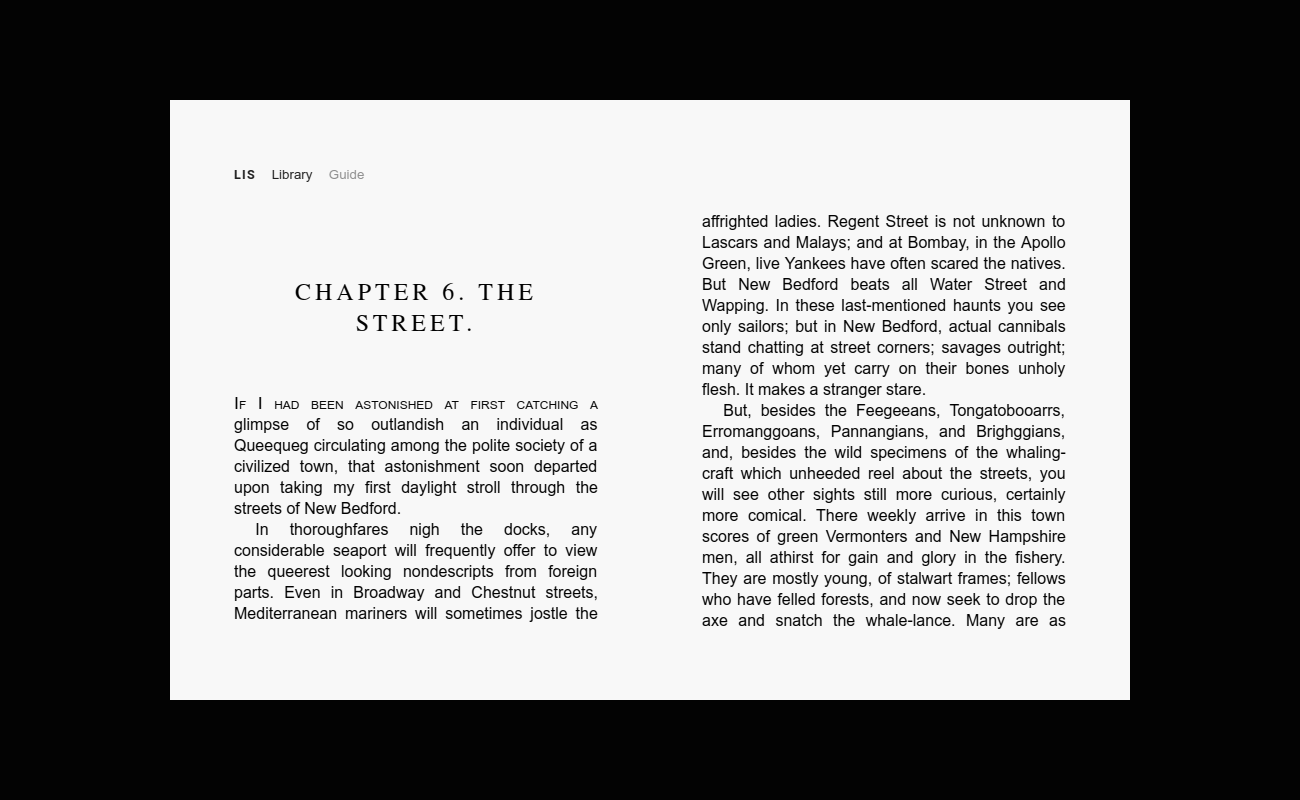 LIS Library Guide
CHAPTER 6. THE
STREET.
If I had been astonished at first catching a
glimpse of so outlandish an individual as
Queequeg circulating among the polite society of a
civilized town, that astonishment soon departed
upon taking my first daylight stroll through the
streets of New Bedford.
In thoroughfares nigh the docks, any
considerable seaport will frequently offer to view
the queerest looking nondescripts from foreign
parts. Even in Broadway and Chestnut streets,
Mediterranean mariners will sometimes jostle the
affrighted ladies. Regent Street is not unknown to
Lascars and Malays; and at Bombay, in the Apollo
Green, live Yankees have often scared the natives.
But New Bedford beats all Water Street and
Wapping. In these last-mentioned haunts you see
only sailors; but in New Bedford, actual cannibals
stand chatting at street corners; savages outright;
many of whom yet carry on their bones unholy
flesh. It makes a stranger stare.
But, besides the Feegeeans, Tongatobooarrs,
Erromanggoans, Pannangians, and Brighggians,
and, besides the wild specimens of the whaling-
craft which unheeded reel about the streets, you
will see other sights still more curious, certainly
more comical. There weekly arrive in this town
scores of green Vermonters and New Hampshire
men, all athirst for gain and glory in the fishery.
They are mostly young, of stalwart frames; fellows
who have felled forests, and now seek to drop the
axe and snatch the whale-lance. Many are as